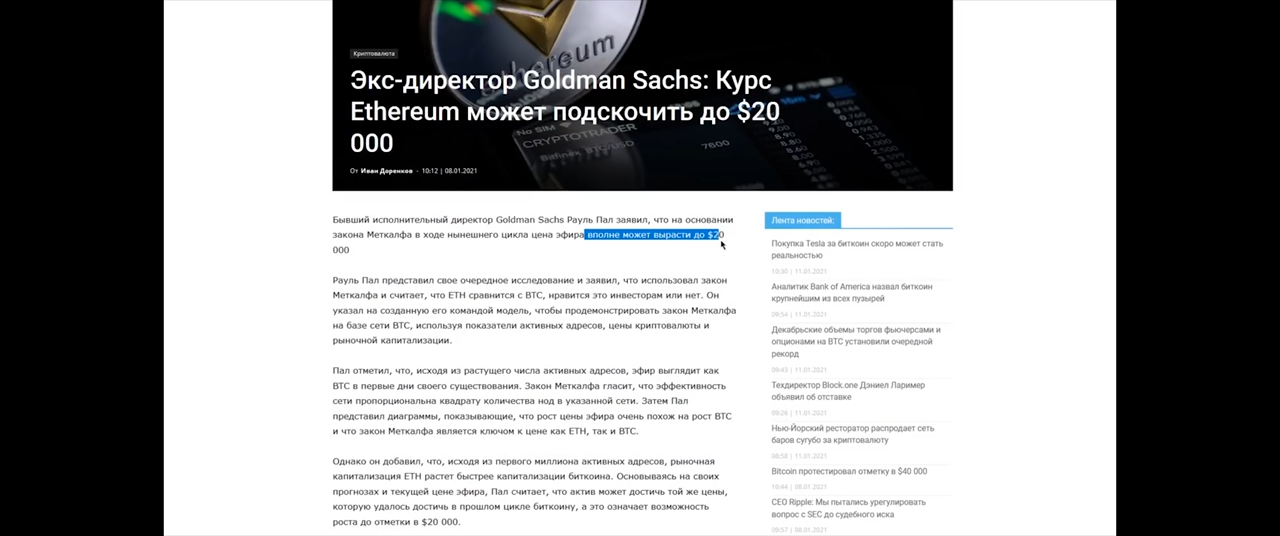 Криптовалюта
Экс-директор Goldman Sachs: Курс
Ethereum может подскочить до $20
000
От Иван Доренков - 10:12 | 08.01.2021
ethereum
No SIM
CRYPTOTRADER
Bitfinex, BTC/USD
7600
Бывший исполнительный директор Goldman Sachs Рауль Пал заявил, что на основании
закона Меткалфа в ходе нынешнего цикла цена эфира вполне может вырасти до $20
000
Рауль Пал представил свое очередное исследование и заявил, что использовал закон
Меткалфа и считает, что ETH сравнится с BTC, нравится это инвесторам или нет. Он
указал на созданную его командой модель, чтобы продемонстрировать закон Меткалфа
на базе сети BTC, используя показатели активных адресов, цены криптовалюты и
рыночной капитализации.
Пал отметил, что, исходя из растущего числа активных адресов, эфир выглядит как
BTC в первые дни своего существования. Закон Меткалфа гласит, что эффективность
сети пропорциональна квадрату количества нод в указанной сети. Затем Пал
представил диаграммы, показывающие, что рост цены эфира очень похож на рост BTC
и что закон Меткалфа является ключом к цене как ETH, так и BTC.
Однако он добавил, что, исходя из первого миллиона активных адресов, рыночная
капитализация ETH растет быстрее капитализации биткоина. Основываясь на своих
прогнозах и текущей цене эфира, Пал считает, что актив может достичь той же цены,
которую удалось достичь в прошлом цикле биткоину, а это означает возможность
роста до отметки в $20 000.
Лента новостей:
Покупка Tesla за биткоин скоро может стать
реальностью
10:30 | 11.01.2021
Аналитик Bank of America назвал биткоин
крупнейшим из всех пузырей
09:54 | 11.01.2021
Декабрьские объемы торгов фьючерсами и
опционами на BTC установили очередной
рекорд
09:43 | 11.01.2021
Техдиректор Block.one Дэниел Лаример
объявил об отставке
09:26 | 11.01.2021
Нью-Йорский ресторатор распродает сеть
баров сугубо за криптовалюту
08:58 | 11.01.2021
Bitcoin протестировал отметку в $40 000
10:44 | 08.01.2021
CEO Ripple: Мы пытались урегулировать
вопрос с SEC до судебного иска
09:57 | 08.01.2021